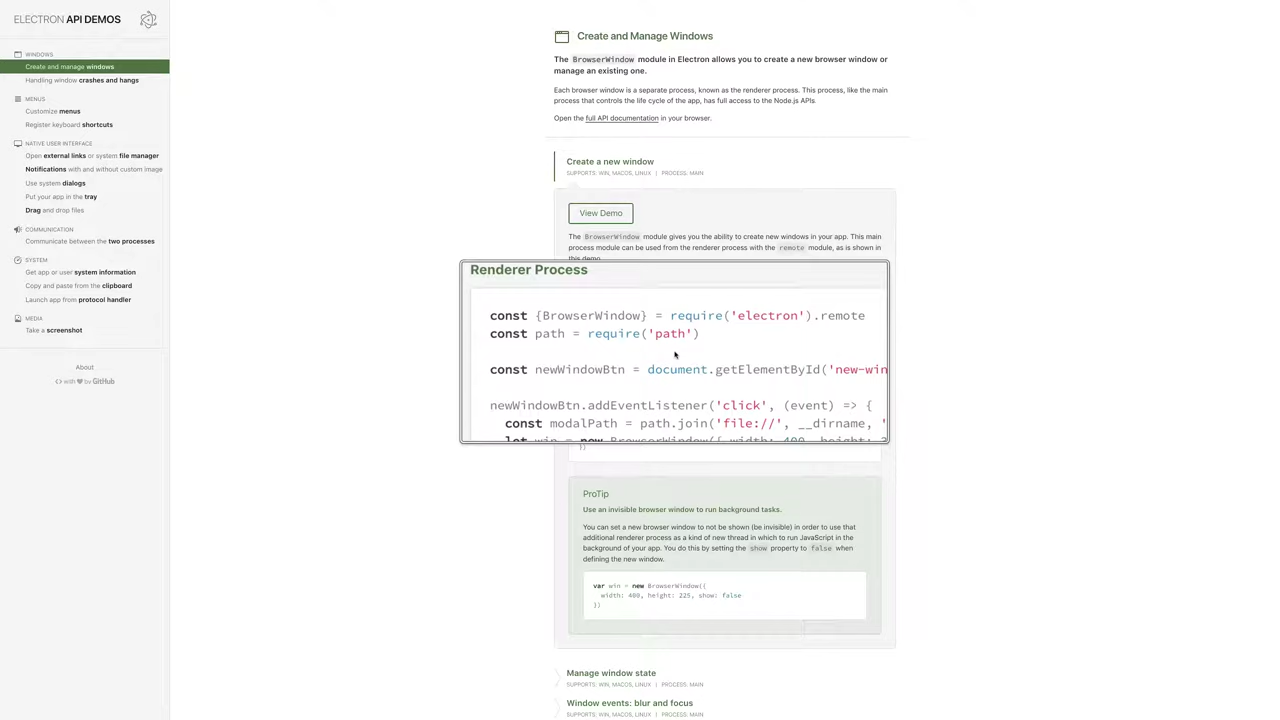 ELECTRON API DEMOS
WINDOWS
Create and manage windows
Handling window crashes and hangs
MENUS
Customize menus
Register keyboard shortcuts
NATIVE USER INTERFACE
Open external links or system file manager
Notifications with and without custom image
Use system dialogs
Put your app in the tray
Drag and drop files
COMMUNICATION
Communicate between the two processes
SYSTEM
Get app or user system information
Copy and paste from the clipboard
Launch app from protocol handler
MEDIA
Take a screenshot
About
with by GitHub
Create and Manage Windows
The BrowserWindow module in Electron allows you to create a new browser window or
manage an existing one.
Each browser window is a separate process, known as the renderer process. This process, like the main
process that controls the life cycle of the app, has full access to the Node.js APIs.
Open the full API documentation in your browser.
Create a new window
SUPPORTS: WIN, MACOS, LINUX | PROCESS: MAIN
View Demo
The BrowserWindow module gives you the ability to create new windows in your app. This main
process module can be used from the renderer process with the remote module, as is shown in
this demo.
Renderer Process
const {BrowserWindow} = require('electron').remote
const path = require('path')
const newWindowBtn = document.getElementById('new-win
newWindowBtn.addEventListener('click', (event) => {
const modalPath = path.join('file://', __dirname, '
let win = new BrowserWindow({ width: 400, height:
})
ProTip
Use an invisible browser window to run background tasks.
You can set a new browser window to not be shown (be invisible) in order to use that
additional renderer process as a kind of new thread in which to run JavaScript in the
background of your app. You do this by setting the show property to false when
defining the new window.
var win = new BrowserWindow({
width: 400, height: 225, show: false
})
Manage window state
SUPPORTS: WIN, MACOS, LINUX | PROCESS: MAIN
Window events: blur and focus
SUPPORTS: WIN, MACOS, LINUX | PROCESS: MAIN